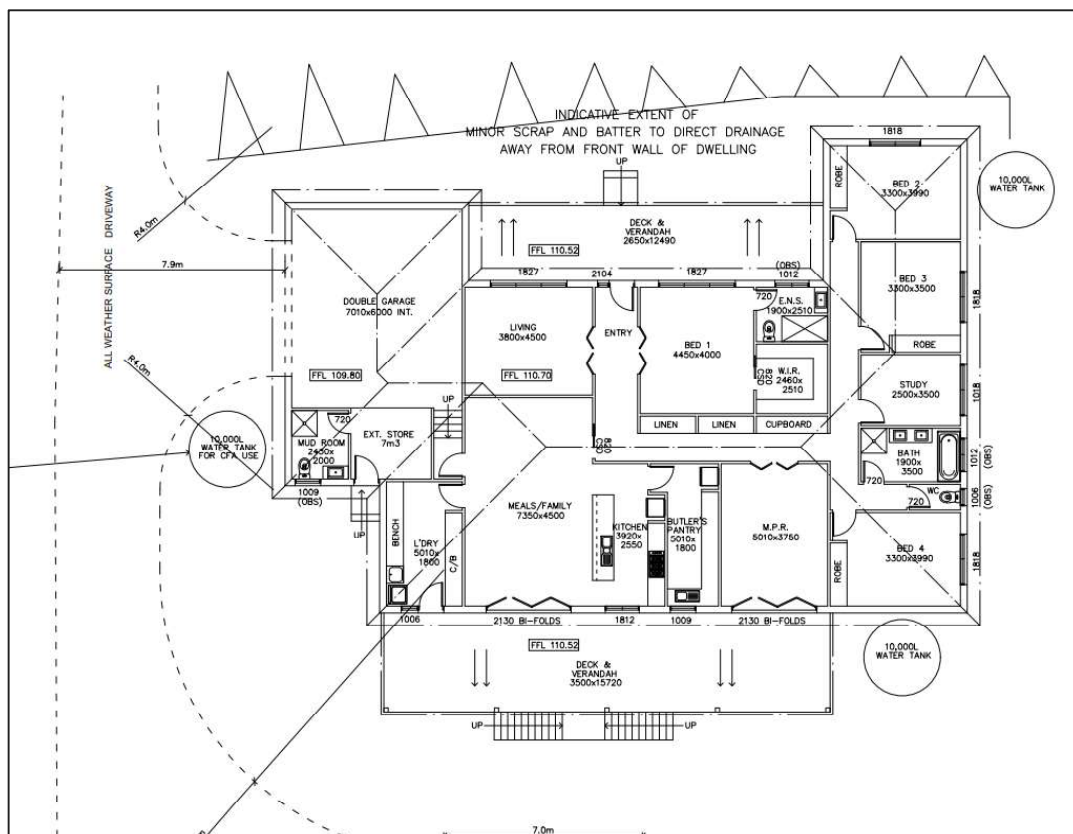 INDICATIVE EXTENT OF
MINOR SCRAP AND BATTER TO DIRECT DRAINAGE
AWAY FROM FRONT WALL OF DWELLING
UP
1818
ROBE
BED 2
3300x3990
10,000L
WATER TANK
ALL WEATHER SURFACE DRIVEWAY
R4.0m
7.9m
DECK &
VERANDAH
2650x12490
FFL 110.52
1827
2104
1827
(OBS)
1012
BED 3
3300x3500
1818
ROBE
DOUBLE GARAGE
7010x6000 INT.
FFL 109.80
LIVING
3800x4500
FFL 110.70
ENTRY
BED 1
4450x4000
720
E.N.S.
1900x2510
820
CSD
W.I.R.
2460x
2510
STUDY
2500x3500
1018
R4.0m
UP
LINEN
LINEN
CUPBOARD
10,000L
WATER TANK
FOR CFA USE
720
MUD ROOM
2430x
2000
EXT. STORE
7m3
820
CSD
BATH
1900x
3500
720
1012
(OBS)
1009
(OBS)
UP
720
WC
1006
(OBS)
BENCH
L'DRY
5010x
1800
C/B
MEALS/FAMILY
7350x4500
KITCHEN
3920x
2550
BUTLER'S
PANTRY
5010x
1800
M.P.R.
5010x3760
ROBE
BED 4
3300x3990
1818
1006
2130 BI-FOLDS
1812
1009
2130 BI-FOLDS
FFL 110.52
DECK &
VERANDAH
3500x15720
10,000L
WATER TANK
UP
UP
7.0m